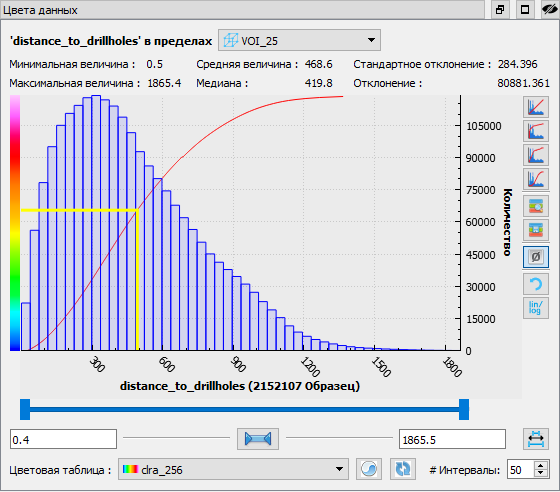 Цвета данных
'distance_to_drillholes' в пределах VOI_25
Минимальная величина : 0.5 Средняя величина : 468.6 Стандартное отклонение : 284.396
Максимальная величина : 1865.4 Медиана : 419.8 Отклонение : 80881.361
105000
90000
75000
60000
45000
30000
15000
0
Количество
300
600
900
1200
1500
1800
distance_to_drillholes (2152107 Образец)
lin/
log
0.4 1865.5
Цветовая таблица : clra_256 # Интервалы: 50